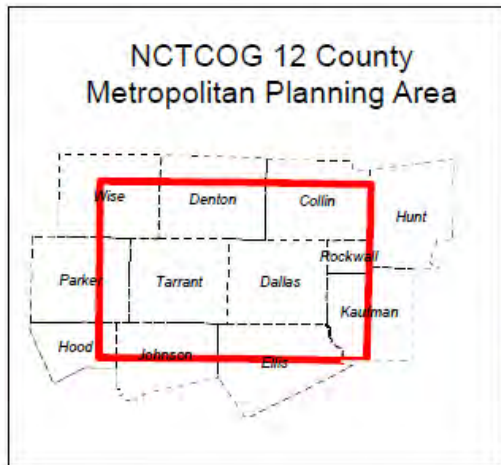 NCTCOG 12 County
Metropolitan Planning Area
Wise
Denton
Collin
Hunt
Rockwall
Parker
Tarrant
Dallas
Kaufman
Hood
Johnson
Ellis